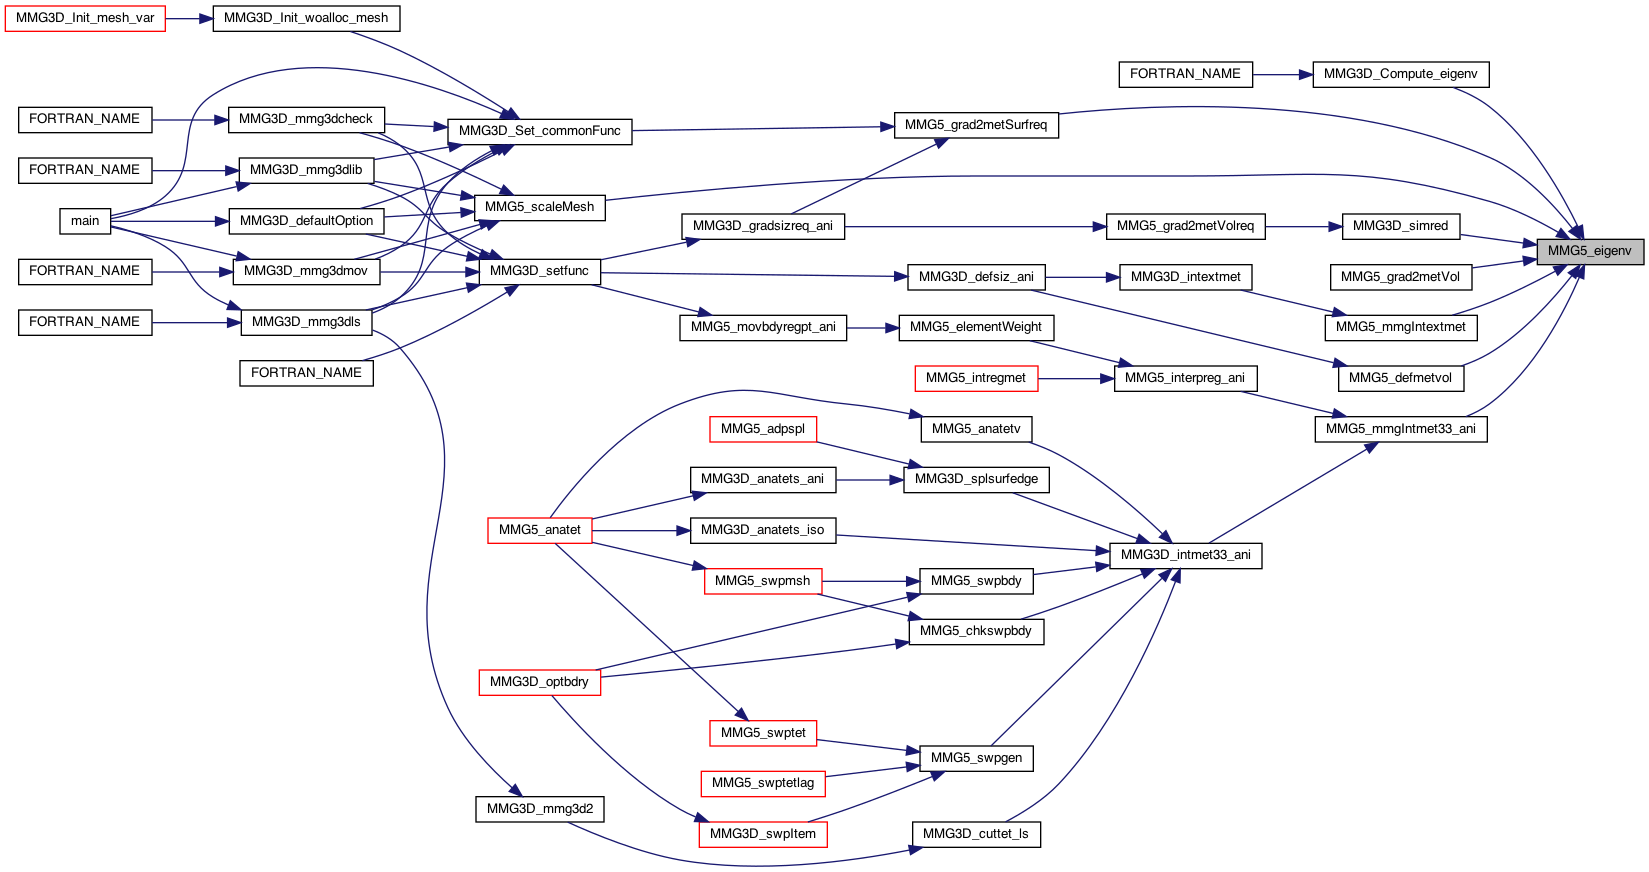 MMG3D_Init_mesh_var
MMG3D_Init_woalloc_mesh
FORTRAN_NAME
MMG3D_Compute_eigenv
FORTRAN_NAME
MMG3D_mmg3dcheck
MMG3D_Set_commonFunc
MMG5_grad2metSurfreq
FORTRAN_NAME
MMG3D_mmg3dlib
MMG5_scaleMesh
main
MMG3D_defaultOption
MMG3D_gradsizreq_ani
MMG5_grad2metVolreq
MMG3D_simred
MMG5_eigenv
FORTRAN_NAME
MMG3D_mmg3dmov
MMG3D_setfunc
MMG3D_defsiz_ani
MMG3D_intextmet
MMG5_grad2metVol
FORTRAN_NAME
MMG3D_mmg3dls
MMG5_movbdyregpt_ani
MMG5_elementWeight
MMG5_mmgIntextmet
FORTRAN_NAME
MMG5_intregmet
MMG5_interpreg_ani
MMG5_defmetvol
MMG5_adpspl
MMG5_anatetv
MMG5_mmgIntmet33_ani
MMG3D_anatets_ani
MMG3D_splsurfedge
MMG5_anatet
MMG3D_anatets_iso
MMG3D_intmet33_ani
MMG5_swpmsh
MMG5_swpbdy
MMG5_chkswpbdy
MMG3D_optbdry
MMG5_swptet
MMG5_swpgen
MMG5_swptetlag
MMG3D_mmg3d2
MMG3D_swpItem
MMG3D_cuttet_ls